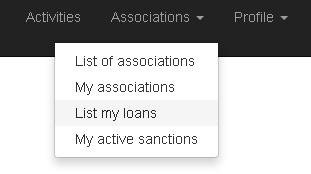 Activities Associations Profile
List of associations
My associations
List my loans
My active sanctions